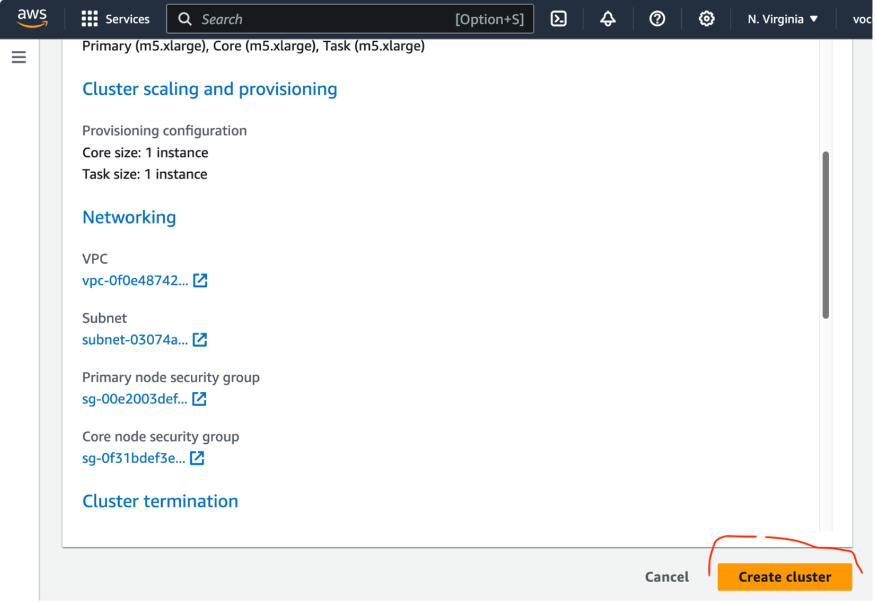 aws Services Search [Option+S] N. Virginia voc
Primary (m5.xlarge), Core (m5.xlarge), Task (m5.xlarge)
Cluster scaling and provisioning
Provisioning configuration
Core size: 1 instance
Task size: 1 instance
Networking
VPC
vpc-0f0e48742...
Subnet
subnet-03074a...
Primary node security group
sg-00e2003def...
Core node security group
sg-0f31bdef3e...
Cluster termination
Cancel Create cluster